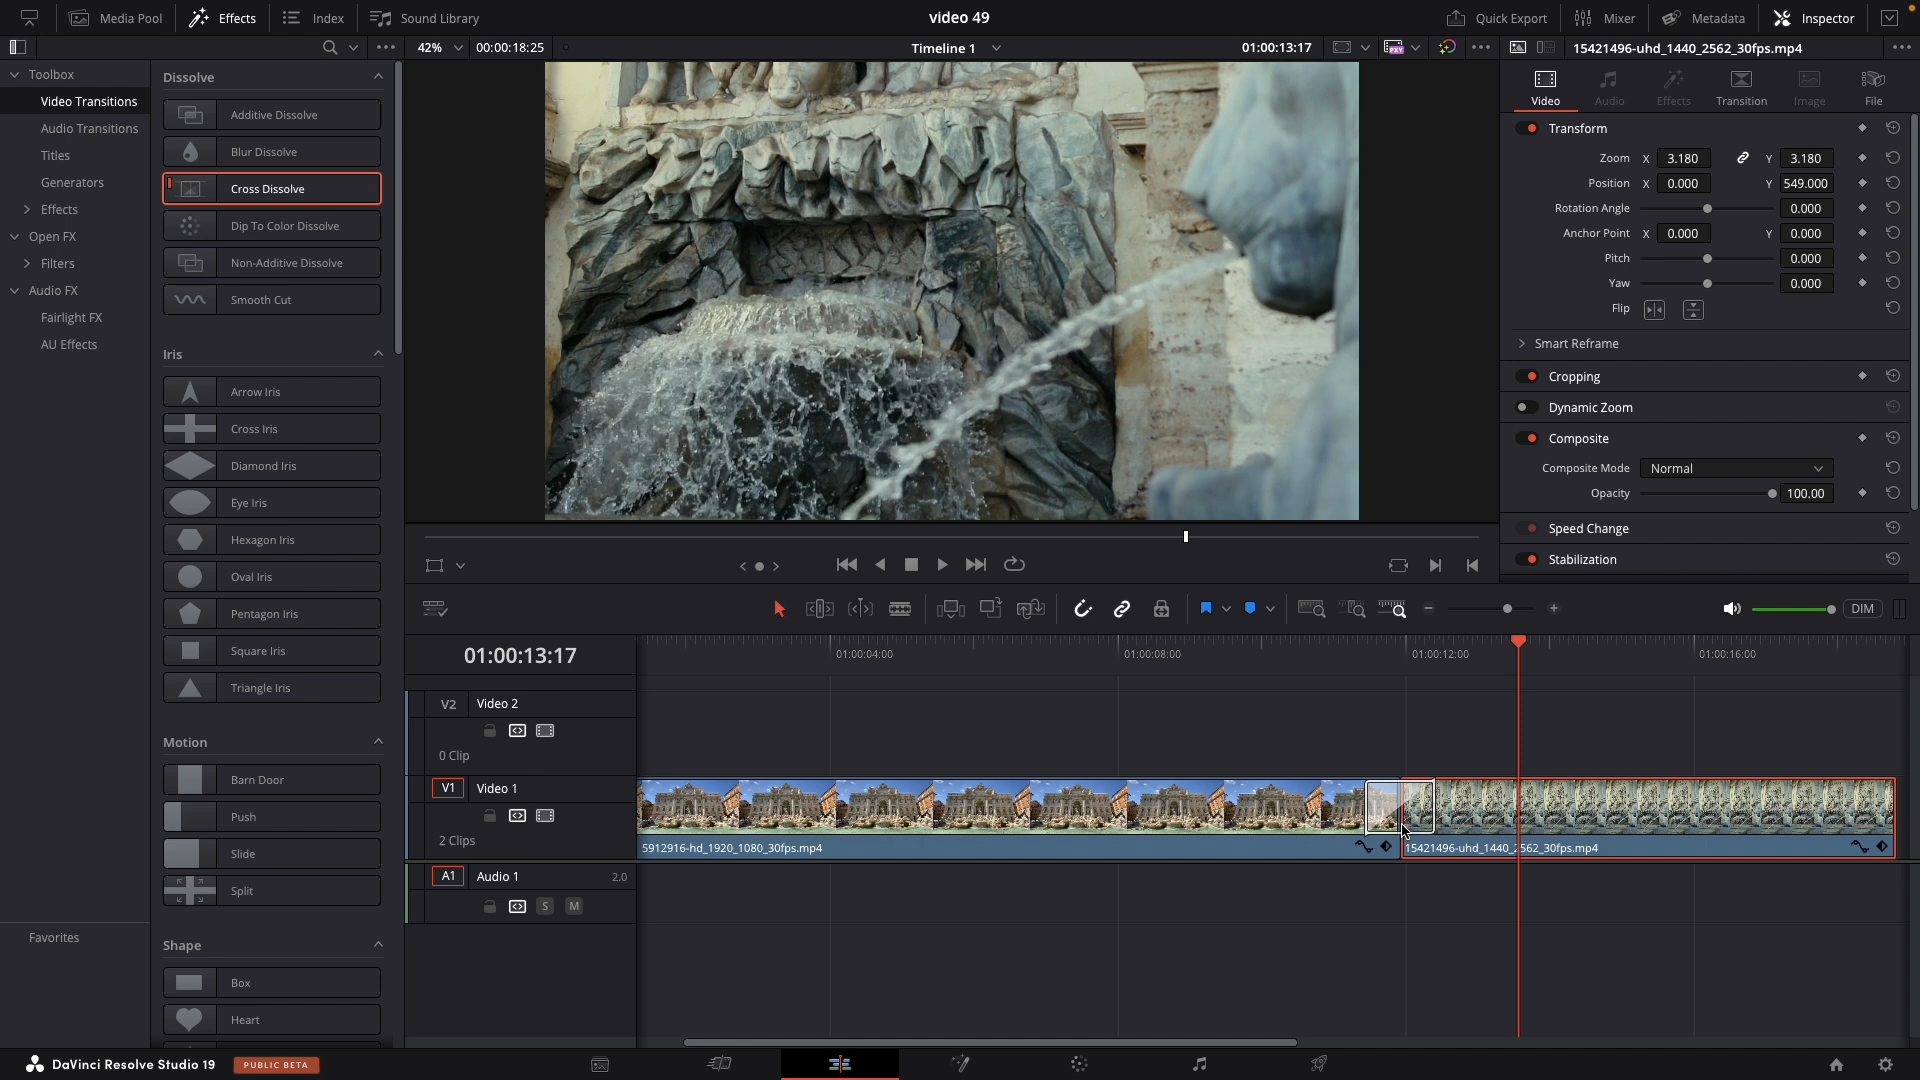 Media Pool
Effects
Index
Sound Library
video 49
Quick Export
Mixer
Metadata
Inspector
42%
00:00:18:25
Timeline 1
01:00:13:17
PXY
15421496-uhd_1440_2562_30fps.mp4
Toolbox
Video Transitions
Audio Transitions
Titles
Generators
Effects
Open FX
Filters
Audio FX
Fairlight FX
AU Effects
Favorites
Dissolve
Additive Dissolve
Blur Dissolve
Cross Dissolve
Dip To Color Dissolve
Non-Additive Dissolve
Smooth Cut
Iris
Arrow Iris
Cross Iris
Diamond Iris
Eye Iris
Hexagon Iris
Oval Iris
Pentagon Iris
Square Iris
Triangle Iris
Motion
Barn Door
Push
Slide
Split
Shape
Box
Heart
Video
Audio
Effects
Transition
Image
File
Transform
Zoom X 3.180 Y 3.180
Position X 0.000 Y 549.000
Rotation Angle 0.000
Anchor Point X 0.000 Y 0.000
Pitch 0.000
Yaw 0.000
Flip
Smart Reframe
Cropping
Dynamic Zoom
Composite
Composite Mode Normal
Opacity 100.00
Speed Change
Stabilization
DIM
01:00:13:17
01:00:04:00
01:00:08:00
01:00:12:00
01:00:16:00
V2 Video 2
0 Clip
V1 Video 1
2 Clips
5912916-hd_1920_1080_30fps.mp4
15421496-uhd_1440_2562_30fps.mp4
A1 Audio 1 2.0
S M
DaVinci Resolve Studio 19
PUBLIC BETA